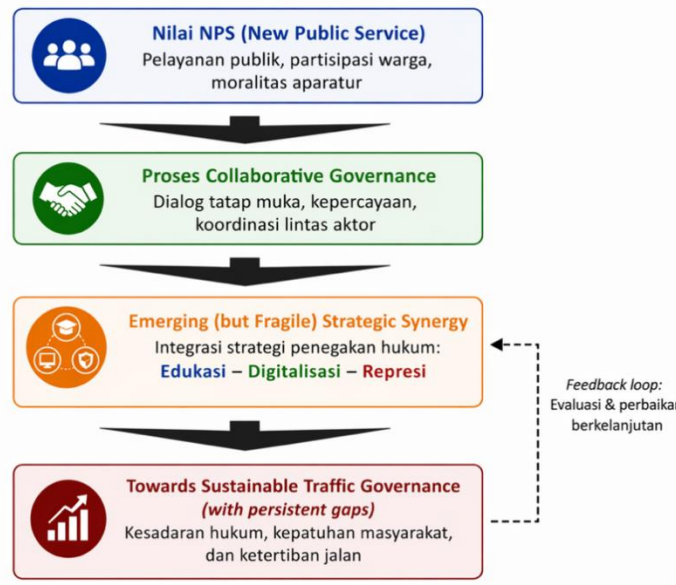 Nilai NPS (New Public Service)
Pelayanan publik, partisipasi warga,
moralitas aparatur
Proses Collaborative Governance
Dialog tatap muka, kepercayaan,
koordinasi lintas aktor
Emerging (but Fragile) Strategic Synergy
Integrasi strategi penegakan hukum:
Edukasi – Digitalisasi – Represi
Feedback loop:
Evaluasi & perbaikan
berkelanjutan
Towards Sustainable Traffic Governance
(with persistent gaps)
Kesadaran hukum, kepatuhan masyarakat,
dan ketertiban jalan